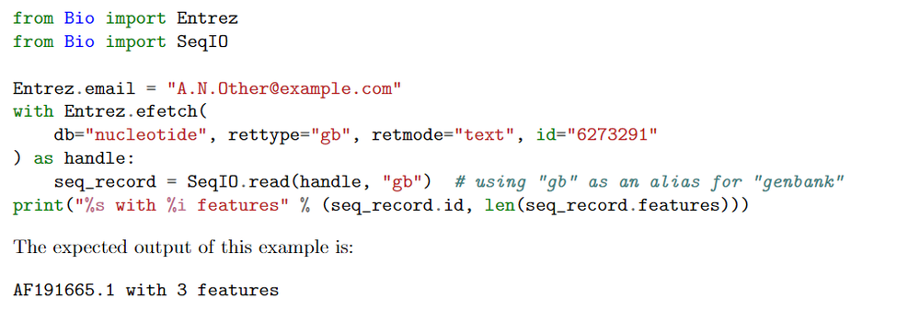 from Bio import Entrez
from Bio import SeqIO
Entrez.email = "A.N.Other@example.com"
with Entrez.efetch(
    db="nucleotide", rettype="gb", retmode="text", id="6273291"
) as handle:
    seq_record = SeqIO.read(handle, "gb")  # using "gb" as an alias for "genbank"
print("%s with %i features" % (seq_record.id, len(seq_record.features)))
The expected output of this example is:
AF191665.1 with 3 features